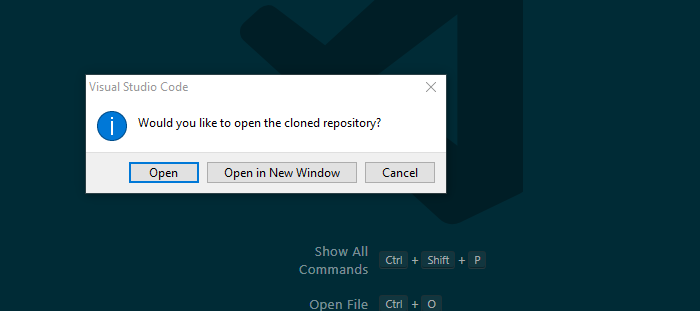 Visual Studio Code
Would you like to open the cloned repository?
Open Open in New Window Cancel
Show All
Commands Ctrl + Shift + P
Open File Ctrl + O